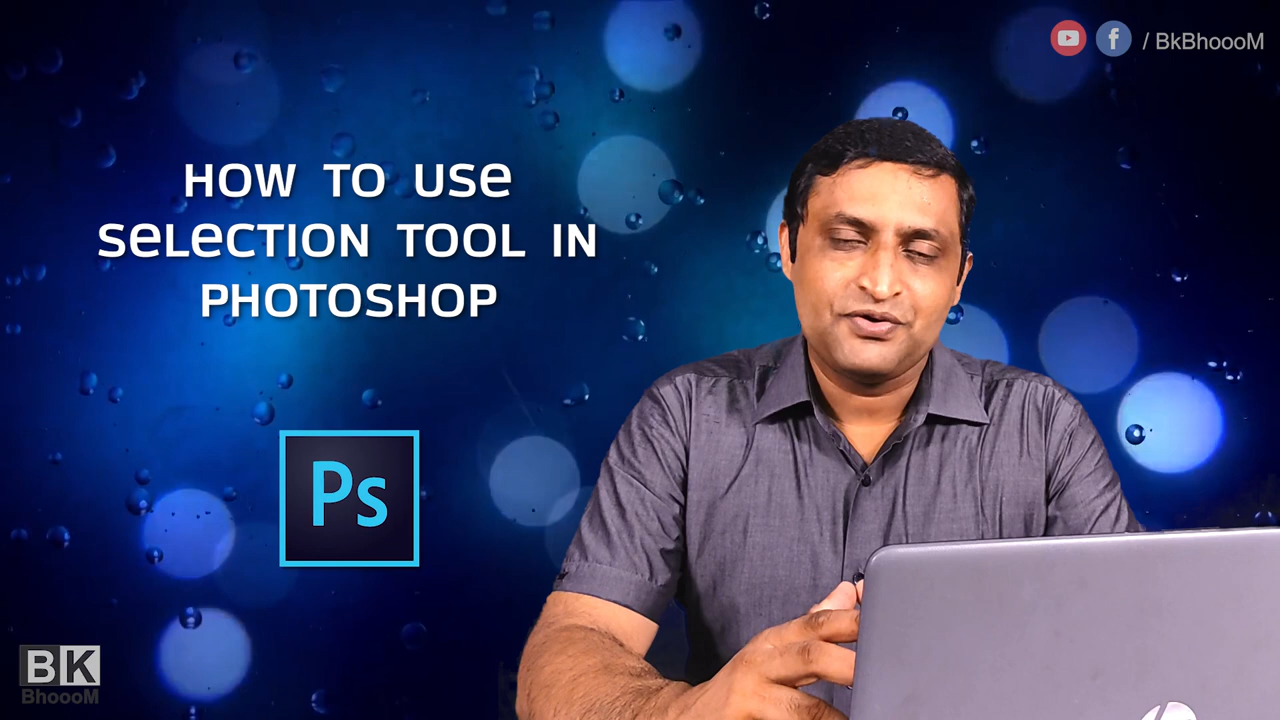 / BkBhoooM
HOW TO USe
SeLeCTION TOOL IN
PHOTOSHOP
Ps
BK
BhoooM